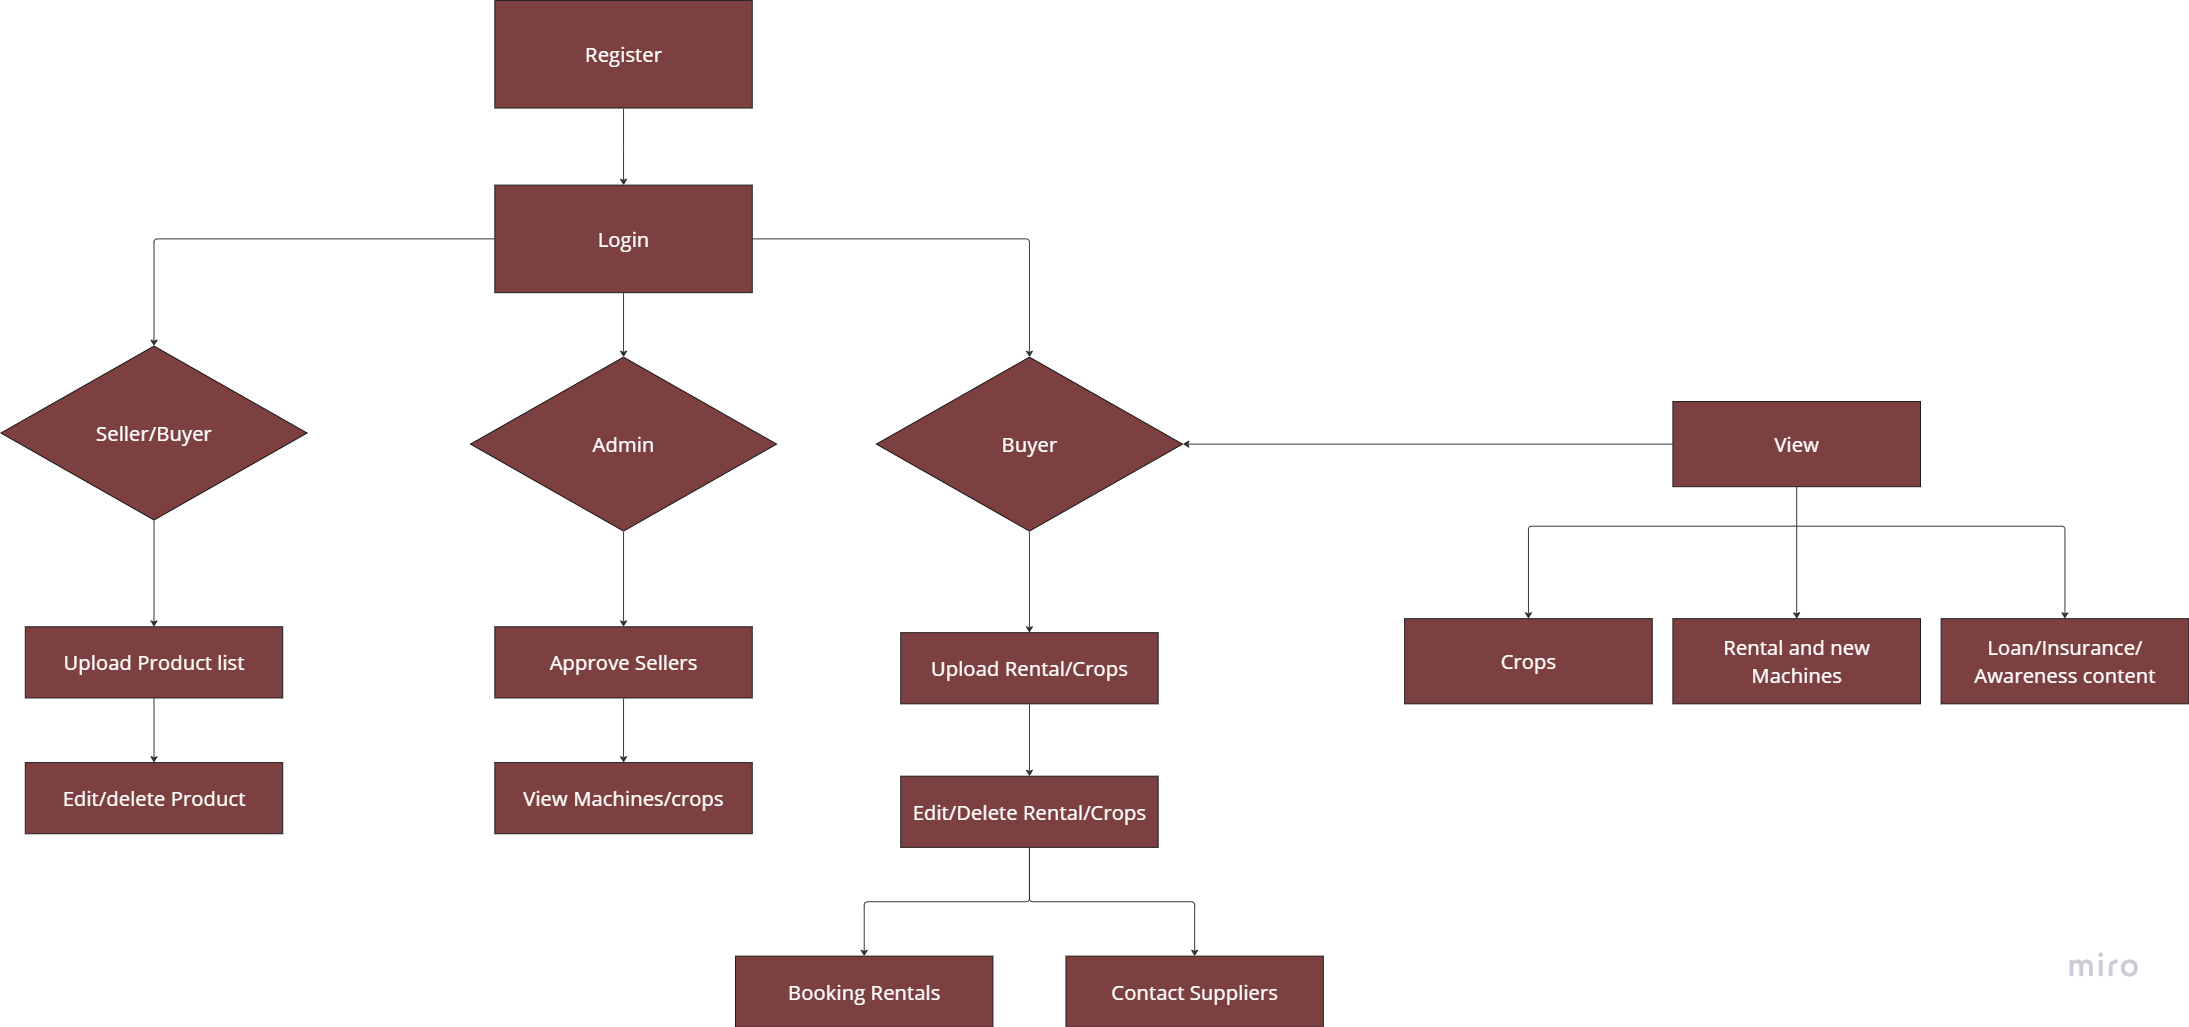 Register
Login
Seller/Buyer
Admin
Buyer
View
Upload Product list
Approve Sellers
Upload Rental/Crops
Crops
Rental and new
Machines
Loan/Insurance/
Awareness content
Edit/delete Product
View Machines/crops
Edit/Delete Rental/Crops
Booking Rentals
Contact Suppliers
miro